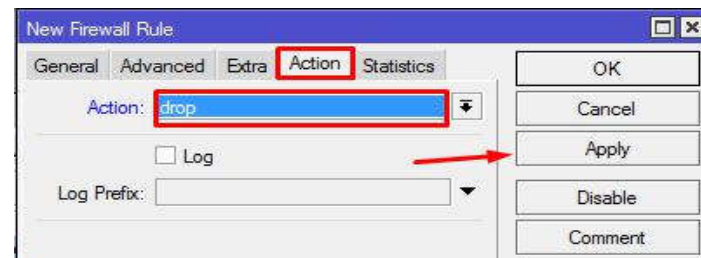 New Firewall Rule
General Advanced Extra Action Statistics
OK
Action: drop
Cancel
Log
Apply
Log Prefix:
Disable
Comment